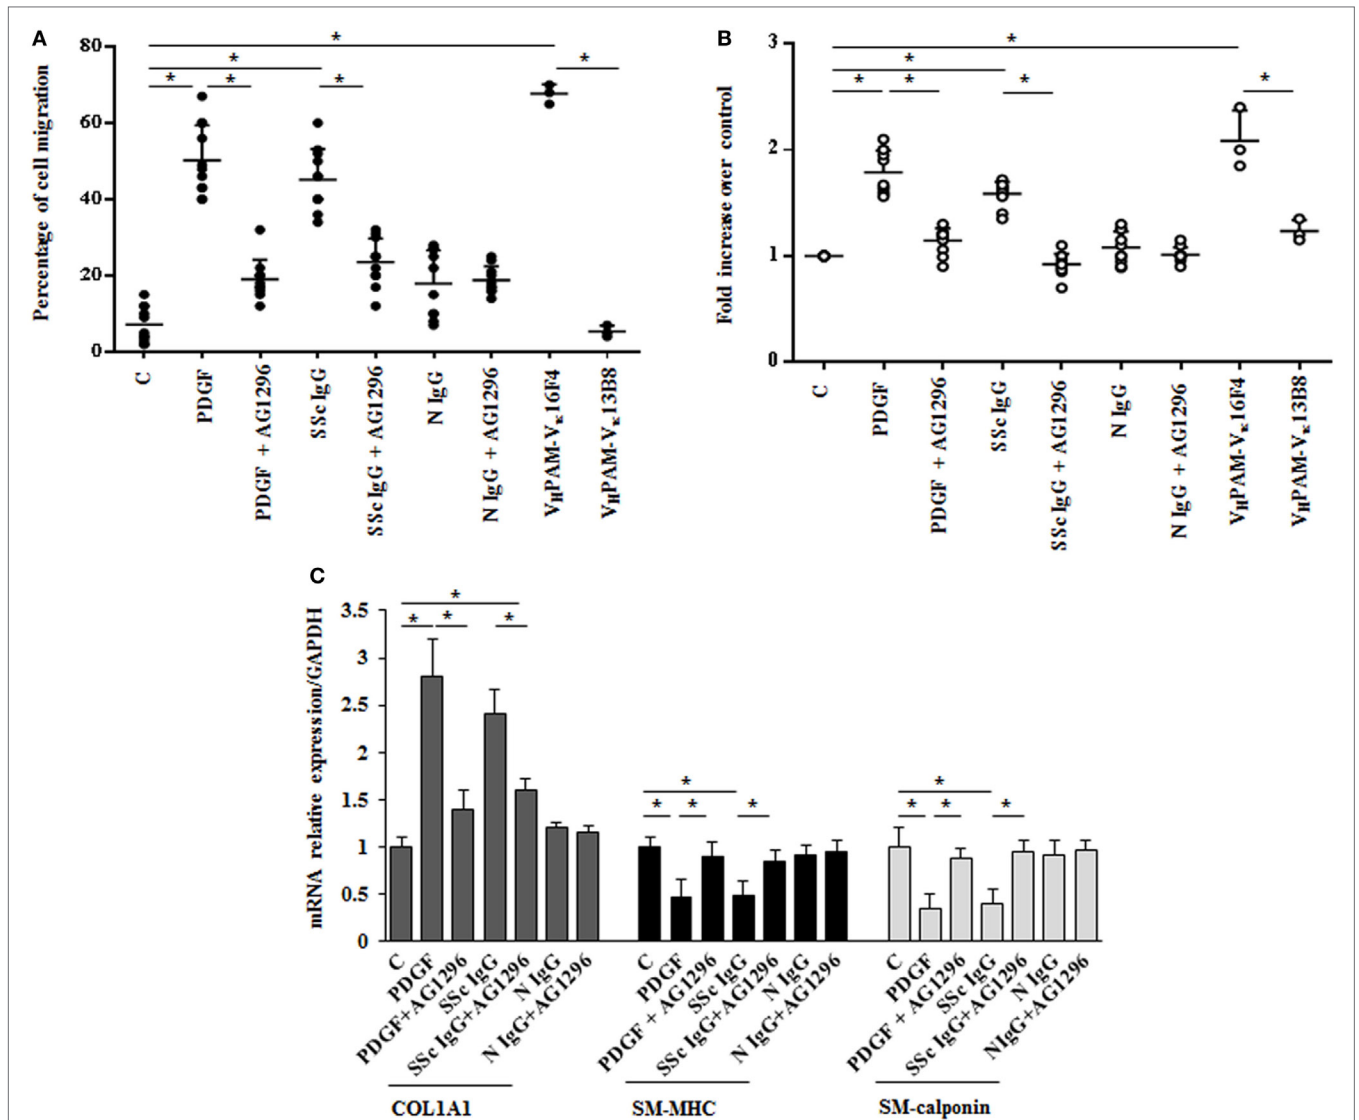 A
Percentage of cell migration
80
60
40
20
0
* 
*
* * *
*
C
PDGF
PDGF + AG1296
SSc IgG
SSc IgG + AG1296
N IgG
N IgG + AG1296
VHPAM-Vκ16F4
VHPAM-Vκ13B8
B
Fold increase over control
3
2
1
0
*
*
* * *
*
C
PDGF
PDGF + AG1296
SSc IgG
SSc IgG + AG1296
N IgG
N IgG + AG1296
VHPAM-Vκ16F4
VHPAM-Vκ13B8
C
mRNA relative expression/GAPDH
3.5
3
2.5
2
1.5
1
0.5
0
*
* * *
*
* * *
*
* * *
C
PDGF
PDGF+AG1296
SSc IgG
SSc IgG+AG1296
N IgG
N IgG+AG1296
COL1A1
C
PDGF
PDGF + AG1296
SSc IgG
SSc IgG+AG1296
N IgG
N IgG+AG1296
SM-MHC
C
PDGF
PDGF + AG1296
SSc IgG
SSc IgG+AG1296
N IgG
NIgG+AG1296
SM-calponin